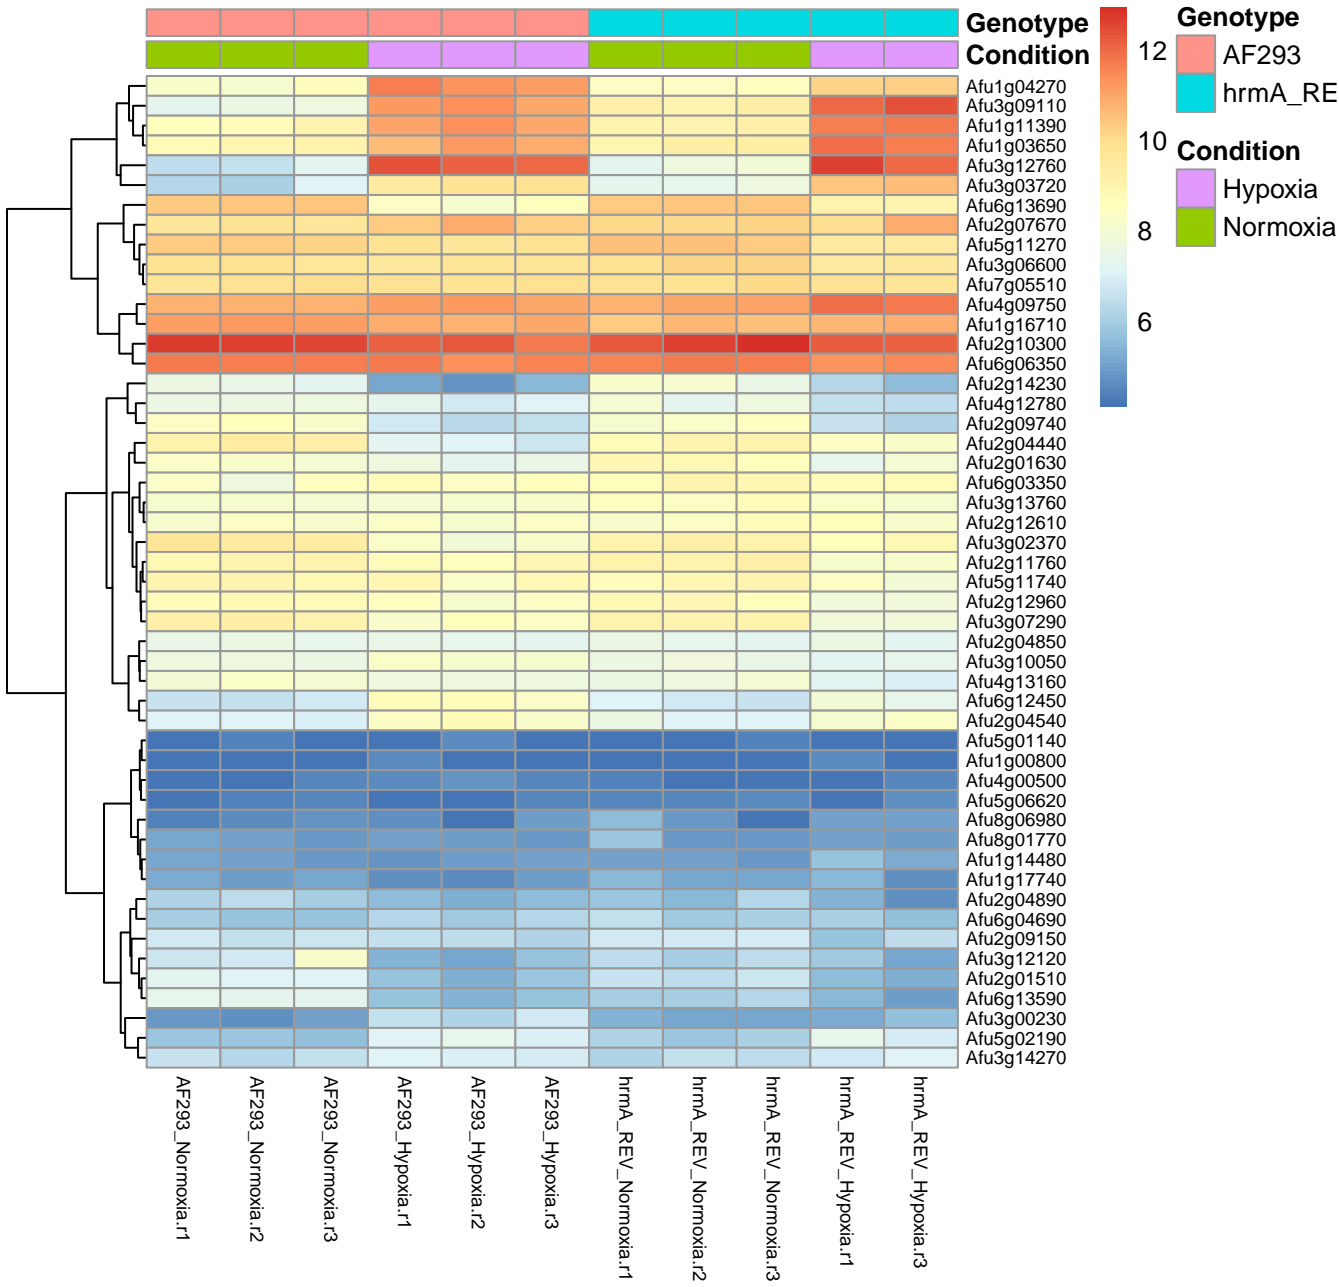 Genotype
Condition
Afu1g04270
Afu3g09110
Afu1g11390
Afu1g03650
Afu3g12760
Afu3g03720
Afu6g13690
Afu2g07670
Afu5g11270
Afu3g06600
Afu7g05510
Afu4g09750
Afu1g16710
Afu2g10300
Afu6g06350
Afu2g14230
Afu4g12780
Afu2g09740
Afu2g04440
Afu2g01630
Afu6g03350
Afu3g13760
Afu2g12610
Afu3g02370
Afu2g11760
Afu5g11740
Afu2g12960
Afu3g07290
Afu2g04850
Afu3g10050
Afu4g13160
Afu6g12450
Afu2g04540
Afu5g01140
Afu1g00800
Afu4g00500
Afu5g06620
Afu8g06980
Afu8g01770
Afu1g14480
Afu1g17740
Afu2g04890
Afu6g04690
Afu2g09150
Afu3g12120
Afu2g01510
Afu6g13590
Afu3g00230
Afu5g02190
Afu3g14270
AF293_Normoxia.r1
AF293_Normoxia.r2
AF293_Normoxia.r3
AF293_Hypoxia.r1
AF293_Hypoxia.r2
AF293_Hypoxia.r3
hrmA_REV_Normoxia.r1
hrmA_REV_Normoxia.r2
hrmA_REV_Normoxia.r3
hrmA_REV_Hypoxia.r1
hrmA_REV_Hypoxia.r3
12
10
8
6
Genotype
AF293
hrmA_RE
Condition
Hypoxia
Normoxia